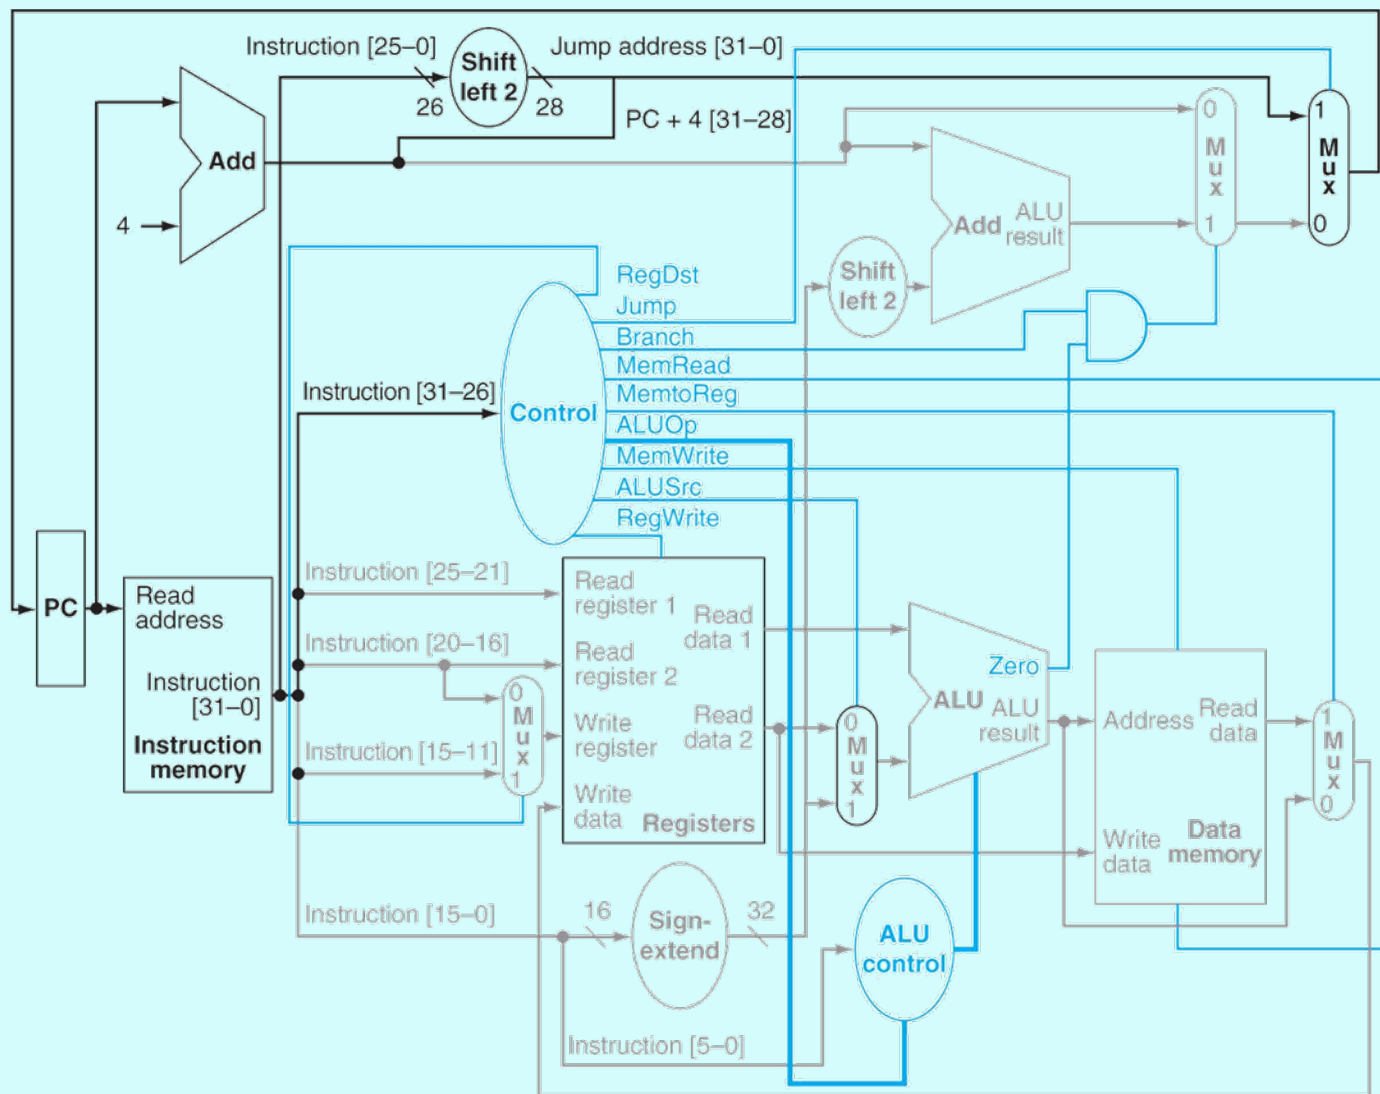 Instruction [25–0]
Shift
left 2
Jump address [31–0]
26
28
PC + 4 [31–28]
Add
4
0
M
u
x
1
1
M
u
x
0
Add
ALU
result
Shift
left 2
RegDst
Jump
Branch
MemRead
MemtoReg
ALUOp
MemWrite
ALUSrc
RegWrite
Instruction [31–26]
Control
PC
Read
address
Instruction
[31–0]
Instruction
memory
Instruction [25–21]
Instruction [20–16]
Instruction [15–11]
0
M
u
x
1
Read
register 1
Read
register 2
Write
register
Write
data
Read
data 1
Read
data 2
Registers
0
M
u
x
1
Zero
ALU
ALU
result
Address
Read
data
Write
data
Data
memory
1
M
u
x
0
Instruction [15–0]
16
Sign-
extend
32
ALU
control
Instruction [5–0]